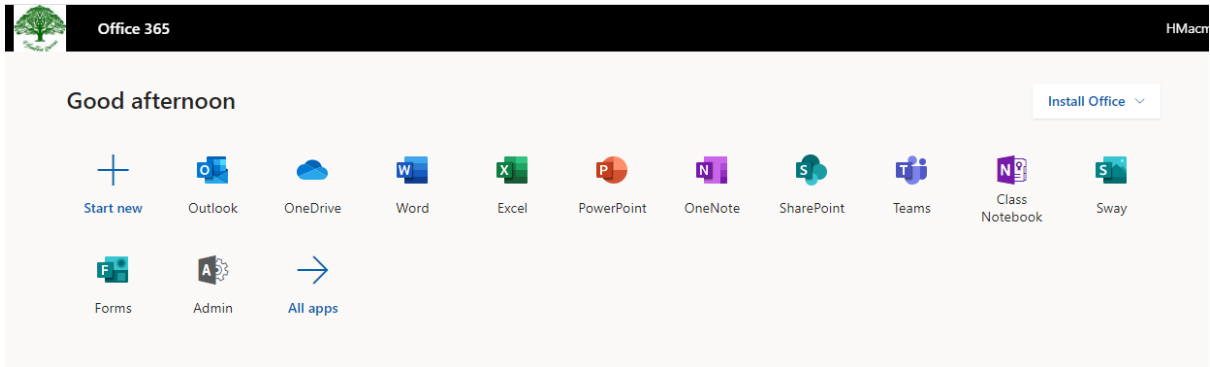 Office 365
HMacm
Good afternoon
Install Office
Start new
Outlook
OneDrive
Word
Excel
PowerPoint
OneNote
SharePoint
Teams
Class
Notebook
Sway
Forms
Admin
All apps